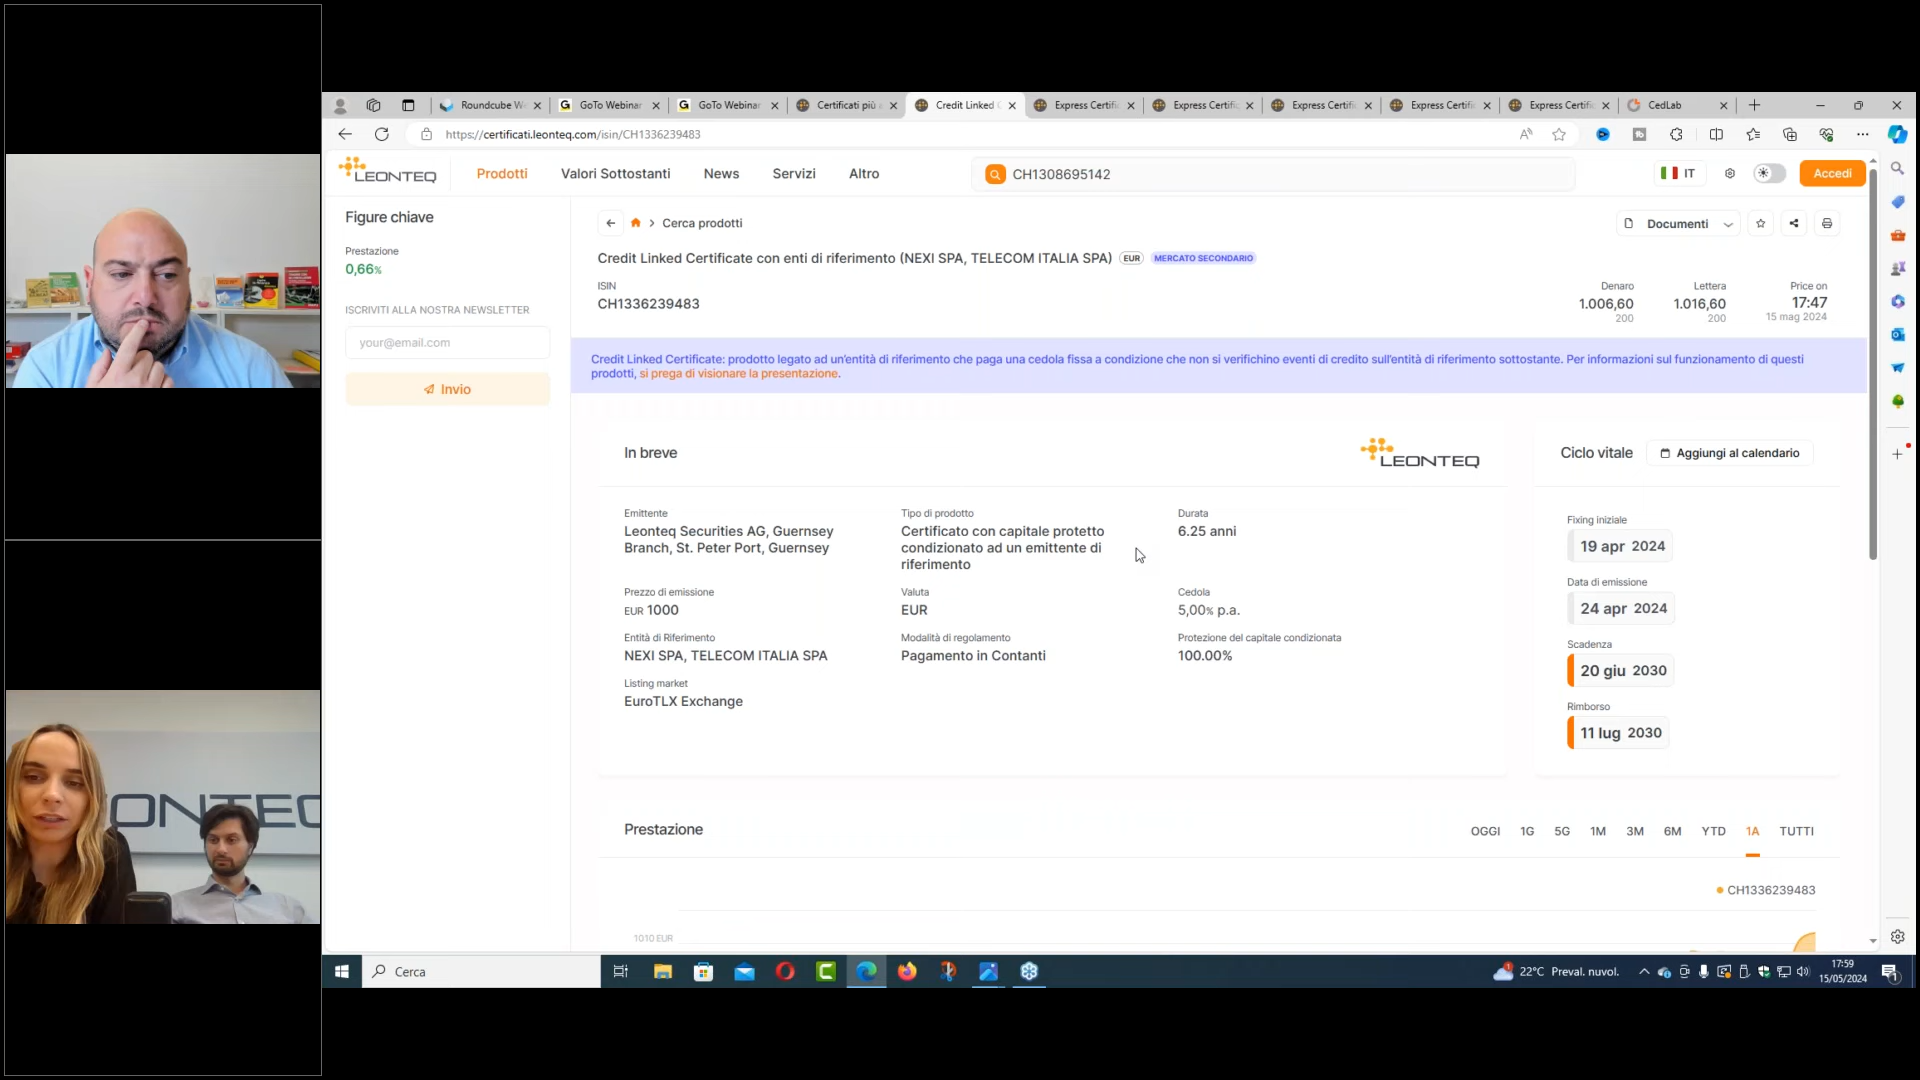 Roundcube W
GoTo Webinar
GoTo Webinar
Certificati più
Credit Linked
Express Certific
Express Certific
Express Certific
Express Certific
Express Certific
CedLab
https://certificati.leonteq.com/isin/CH1336239483
LEONTEQ
Prodotti
Valori Sottostanti
News
Servizi
Altro
CH1308695142
IT
Accedi
Figure chiave
Prestazione
0,66%
ISCRIVITI ALLA NOSTRA NEWSLETTER
your@email.com
Invio
Cerca prodotti
Documenti
Credit Linked Certificate con enti di riferimento (NEXI SPA, TELECOM ITALIA SPA) EUR MERCATO SECONDARIO
ISIN
CH1336239483
Denaro
1.006,60
200
Lettera
1.016,60
200
Price on
17:47
15 mag 2024
Credit Linked Certificate: prodotto legato ad un'entità di riferimento che paga una cedola fissa a condizione che non si verifichino eventi di credito sull'entità di riferimento sottostante. Per informazioni sul funzionamento di questi
prodotti, si prega di visionare la presentazione.
In breve
LEONTEQ
Emittente
Leonteq Securities AG, Guernsey
Branch, St. Peter Port, Guernsey
Tipo di prodotto
Certificato con capitale protetto
condizionato ad un emittente di
riferimento
Durata
6.25 anni
Prezzo di emissione
EUR 1000
Valuta
EUR
Cedola
5,00% p.a.
Entità di Riferimento
NEXI SPA, TELECOM ITALIA SPA
Modalità di regolamento
Pagamento in Contanti
Protezione del capitale condizionata
100.00%
Listing market
EuroTLX Exchange
Ciclo vitale
Aggiungi al calendario
Fixing iniziale
19 apr 2024
Data di emissione
24 apr 2024
Scadenza
20 giu 2030
Rimborso
11 lug 2030
Prestazione
OGGI 1G 5G 1M 3M 6M YTD 1A TUTTI
CH1336239483
1010 EUR
ONTEQ
Cerca
22°C Preval. nuvol.
17:59
15/05/2024